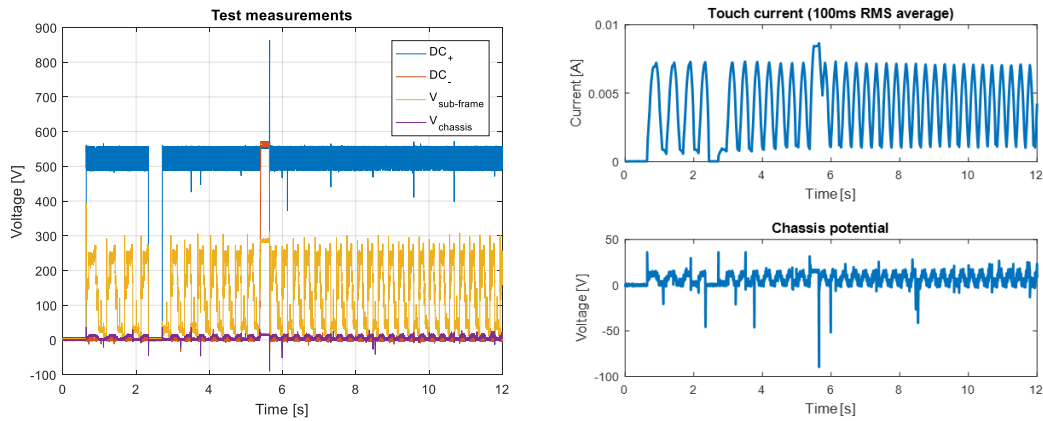 Test measurements
900
800
700
600
500
400
300
200
100
0
-100
Voltage [V]
0 2 4 6 8 10 12
Time [s]
DC+
DC-
Vsub-frame
Vchassis
Touch current (100ms RMS average)
0.01
0.005
0
Current [A]
0 2 4 6 8 10 12
Time [s]
Chassis potential
50
0
-50
-100
Voltage [V]
0 2 4 6 8 10 12
Time [s]